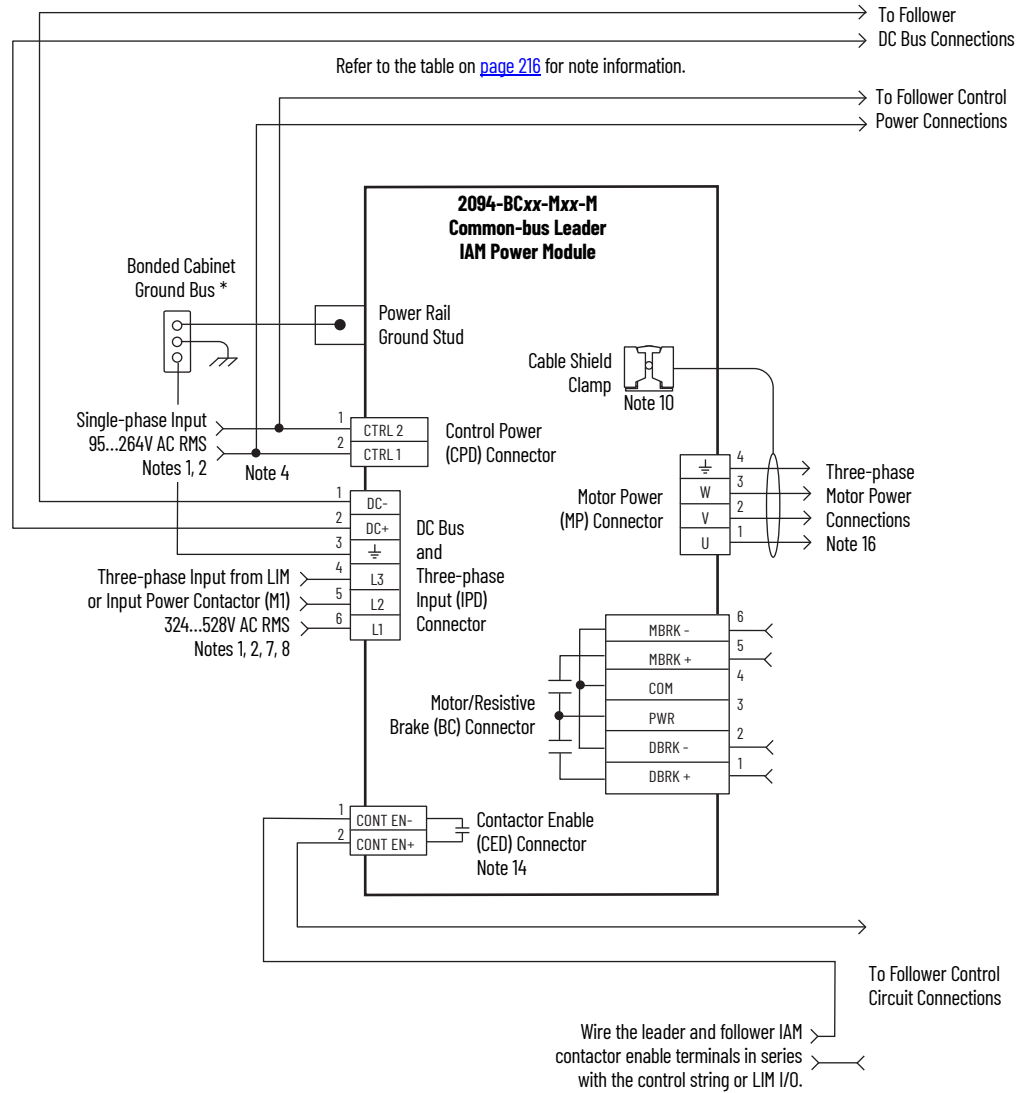 To Follower
DC Bus Connections
Refer to the table on page 216 for note information.
To Follower Control
Power Connections
2094-BCxx-Mxx-M
Common-bus Leader
IAM Power Module
Bonded Cabinet
Ground Bus *
Power Rail
Ground Stud
Cable Shield
Clamp
Note 10
Single-phase Input
95...264V AC RMS
Notes 1, 2
Note 4
1
CTRL 2
2
CTRL 1
Control Power
(CPD) Connector
1
DC-
2
DC+
3
4
L3
5
L2
6
L1
DC Bus
and
Three-phase
Input (IPD)
Connector
Three-phase Input from LIM
or Input Power Contactor (M1)
324...528V AC RMS
Notes 1, 2, 7, 8
Motor Power
(MP) Connector
4
W
3
V
2
U
1
Three-phase
Motor Power
Connections
Note 16
Motor/Resistive
Brake (BC) Connector
MBRK -
6
MBRK +
5
COM
4
PWR
3
DBRK -
2
DBRK +
1
1
CONT EN-
2
CONT EN+
Contactor Enable
(CED) Connector
Note 14
To Follower Control
Circuit Connections
Wire the leader and follower IAM
contactor enable terminals in series
with the control string or LIM I/O.